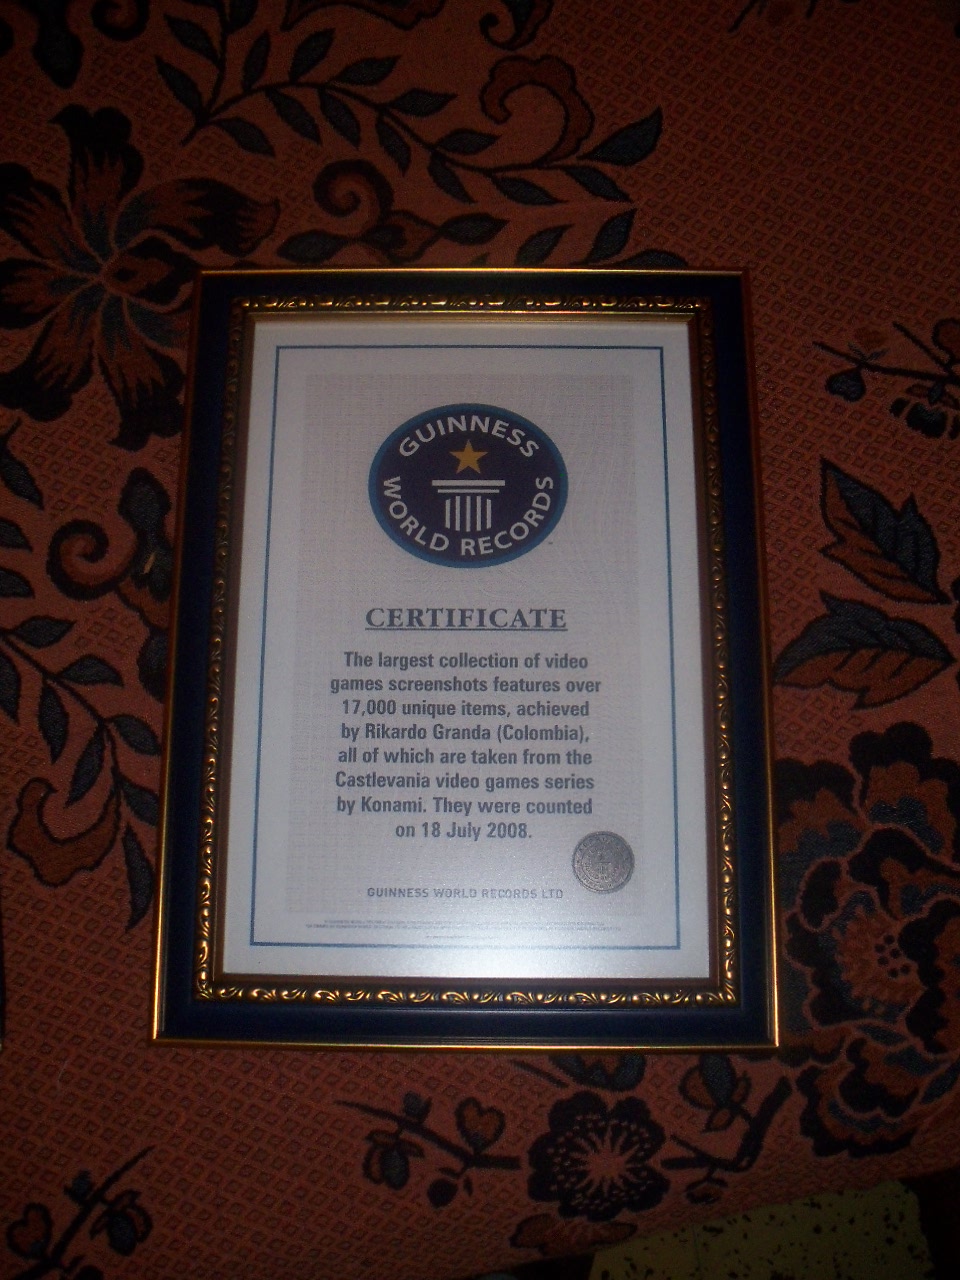 GUINNESS
WORLD RECORDS
CERTIFICATE
The largest collection of video
games screenshots features over
17,000 unique items, achieved
by Rikardo Granda (Colombia),
all of which are taken from the
Castlevania video games series
by Konami. They were counted
on 18 July 2008.
GUINNESS WORLD RECORDS LTD